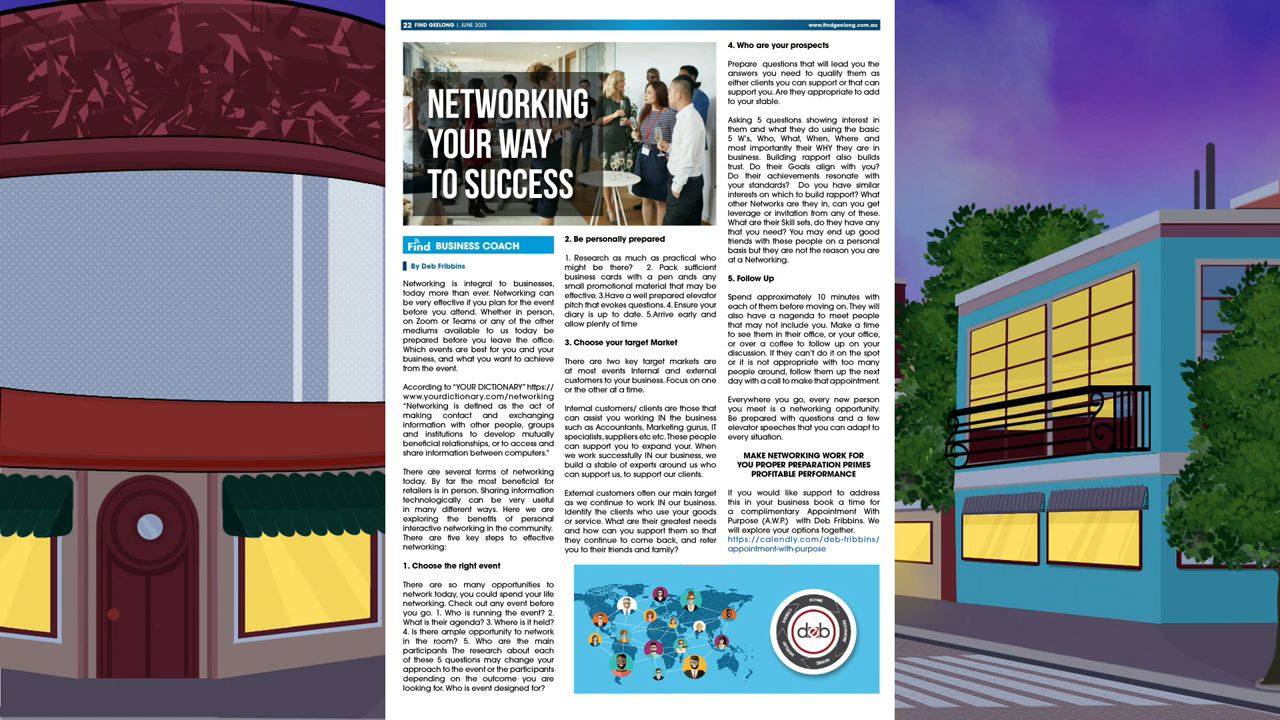 22 FIND GEELONG | JUNE 2023
www.findgeelong.com.au
NETWORKING
YOUR WAY
TO SUCCESS
Find BUSINESS COACH
By Deb Fribbins
Networking is integral to businesses,
today more than ever. Networking can
be very effective if you plan for the event
before you attend. Whether in person,
on Zoom or Teams or any of the other
mediums available to us today be
prepared before you leave the office.
Which events are best for you and your
business, and what you want to achieve
from the event.
According to “YOUR DICTIONARY” https://
www.yourdictionary.com/networking
“Networking is defined as the act of
making contact and exchanging
information with other people, groups
and institutions to develop mutually
beneficial relationships, or to access and
share information between computers.”
There are several forms of networking
today. By far the most beneficial for
retailers is in person. Sharing information
technologically can be very useful
in many different ways. Here we are
exploring the benefits of personal
interactive networking in the community.
There are five key steps to effective
networking:
1. Choose the right event
There are so many opportunities to
network today, you could spend your life
networking. Check out any event before
you go. 1. Who is running the event? 2.
What is their agenda? 3. Where is it held?
4. Is there ample opportunity to network
in the room? 5. Who are the main
participants The research about each
of these 5 questions may change your
approach to the event or the participants
depending on the outcome you are
looking for. Who is event designed for?
2. Be personally prepared
1. Research as much as practical who
might be there? 2. Pack sufficient
business cards with a pen ands any
small promotional material that may be
effective. 3.Have a well prepared elevator
pitch that evokes questions. 4. Ensure your
diary is up to date. 5.Arrive early and
allow plenty of time
3. Choose your target Market
There are two key target markets are
at most events Internal and external
customers to your business. Focus on one
or the other at a time.
Internal customers/ clients are those that
can assist you working IN the business
such as Accountants, Marketing gurus, IT
specialists, suppliers etc etc. These people
can support you to expand your. When
we work successfully IN our business, we
build a stable of experts around us who
can support us, to support our clients.
External customers often our main target
as we continue to work IN our business.
Identify the clients who use your goods
or service. What are their greatest needs
and how can you support them so that
they continue to come back, and refer
you to their friends and family?
4. Who are your prospects
Prepare questions that will lead you the
answers you need to qualify them as
either clients you can support or that can
support you. Are they appropriate to add
to your stable.
Asking 5 questions showing interest in
them and what they do using the basic
5 W's, Who, What, When, Where and
most importantly their WHY they are in
business. Building rapport also builds
trust. Do their Goals align with you?
Do their achievements resonate with
your standards? Do you have similar
interests on which to build rapport? What
other Networks are they in, can you get
leverage or invitation from any of these.
What are their Skill sets, do they have any
that you need? You may end up good
friends with these people on a personal
basis but they are not the reason you are
at a Networking.
5. Follow Up
Spend approximately 10 minutes with
each of them before moving on. They will
also have a nagenda to meet people
that may not include you. Make a time
to see them in their office, or your office,
or over a coffee to follow up on your
discussion. If they can't do it on the spot
or it is not appropriate with too many
people around, follow them up the next
day with a call to make that appointment.
Everywhere you go, every new person
you meet is a networking opportunity.
Be prepared with questions and a few
elevator speeches that you can adapt to
every situation.
MAKE NETWORKING WORK FOR
YOU PROPER PREPARATION PRIMES
PROFITABLE PERFORMANCE
If you would like support to address
this in your business book a time for
a complimentary Appointment With
Purpose (A.W.P.) with Deb Fribbins. We
will explore your options together.
https://calendly.com/deb-fribbins/
appointment-with-purpose
deb